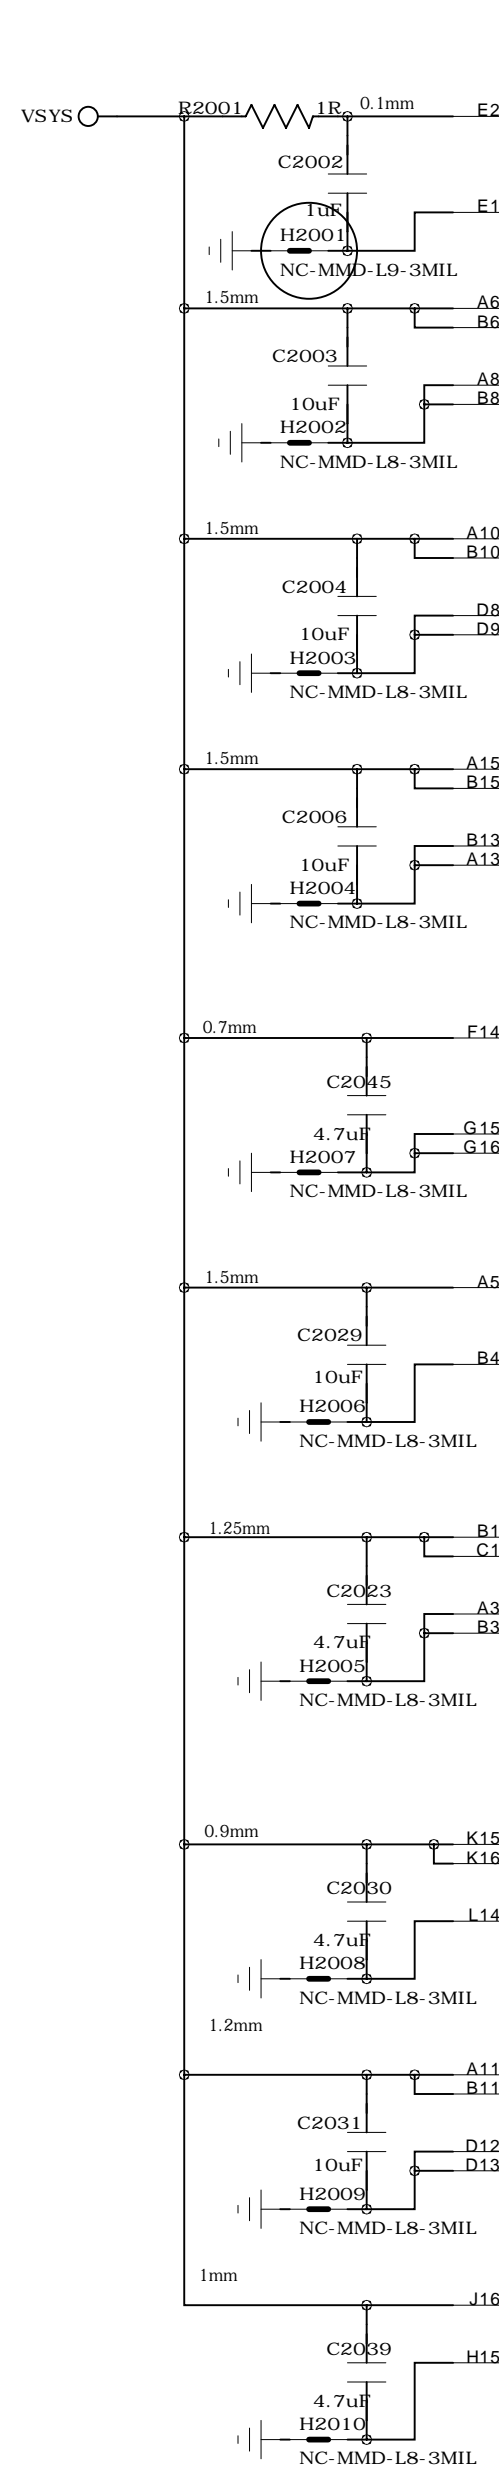 VSYS R2001 1R 0.1mm E2
C2002
1uF E1
H2001
NC-MMD-L9-3MIL
1.5mm A6
B6
C2003
A8
10uF B8
H2002
NC-MMD-L8-3MIL
1.5mm A10
B10
C2004
D8
10uF D9
H2003
NC-MMD-L8-3MIL
1.5mm A15
B15
C2006
B13
10uF A13
H2004
NC-MMD-L8-3MIL
0.7mm F14
C2045
4.7uF G15
H2007 G16
NC-MMD-L8-3MIL
1.5mm A5
C2029
B4
10uF
H2006
NC-MMD-L8-3MIL
1.25mm B1
C1
C2023
A3
4.7uF B3
H2005
NC-MMD-L8-3MIL
0.9mm K15
K16
C2030
L14
4.7uF
H2008
NC-MMD-L8-3MIL
1.2mm
A11
B11
C2031
D12
10uF D13
H2009
NC-MMD-L8-3MIL
1mm
J16
C2039
H15
4.7uF
H2010
NC-MMD-L8-3MIL